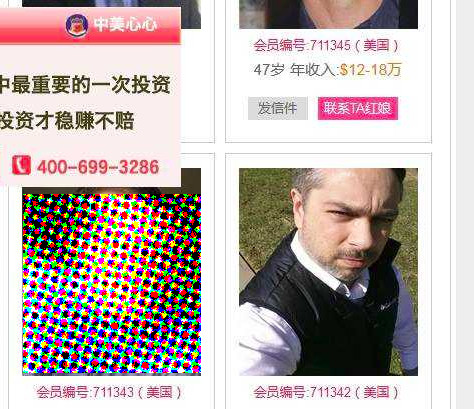 中美心心
中最重要的一次投资
投资才稳赚不赔
400-699-3286
会员编号:711345 ( 美国 )
47岁 年收入:$12-18万
发信件
联系TA红娘
会员编号:711343 ( 美国 )
会员编号:711342 ( 美国 )